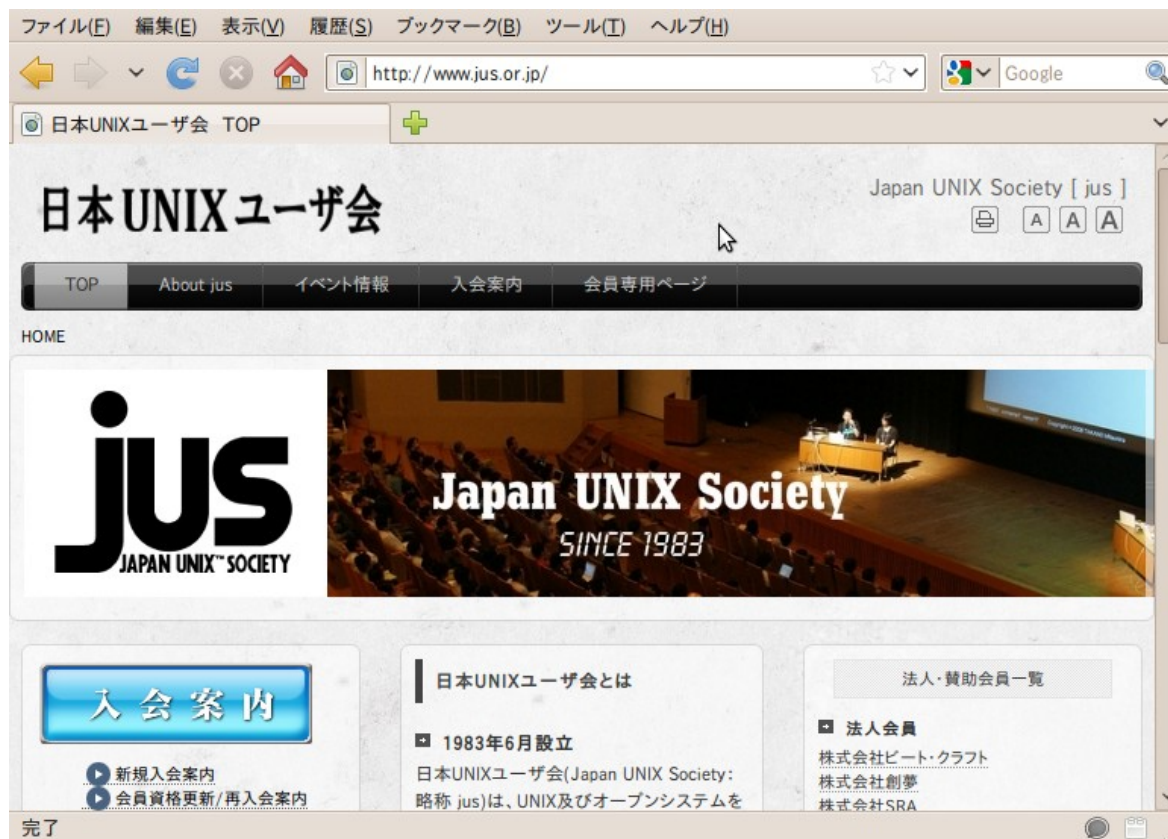 ファイル(F) 編集(E) 表示(V) 履歴(S) ブックマーク(B) ツール(T) ヘルプ(H)
http://www.jus.or.jp/
Google
日本UNIXユーザ会 TOP
日本UNIXユーザ会
Japan UNIX Society [ jus ]
A A A
TOP About jus イベント情報 入会案内 会員専用ページ
HOME
jus
JAPAN UNIX™ SOCIETY
Japan UNIX Society
SINCE 1983
入会案内
新規入会案内
会員資格更新/再入会案内
日本UNIXユーザ会とは
1983年6月設立
日本UNIXユーザ会(Japan UNIX Society:
略称 jus)は、UNIX及びオープンシステムを
法人・賛助会員一覧
法人会員
株式会社ビート・クラフト
株式会社創夢
株式会社SRA
完了